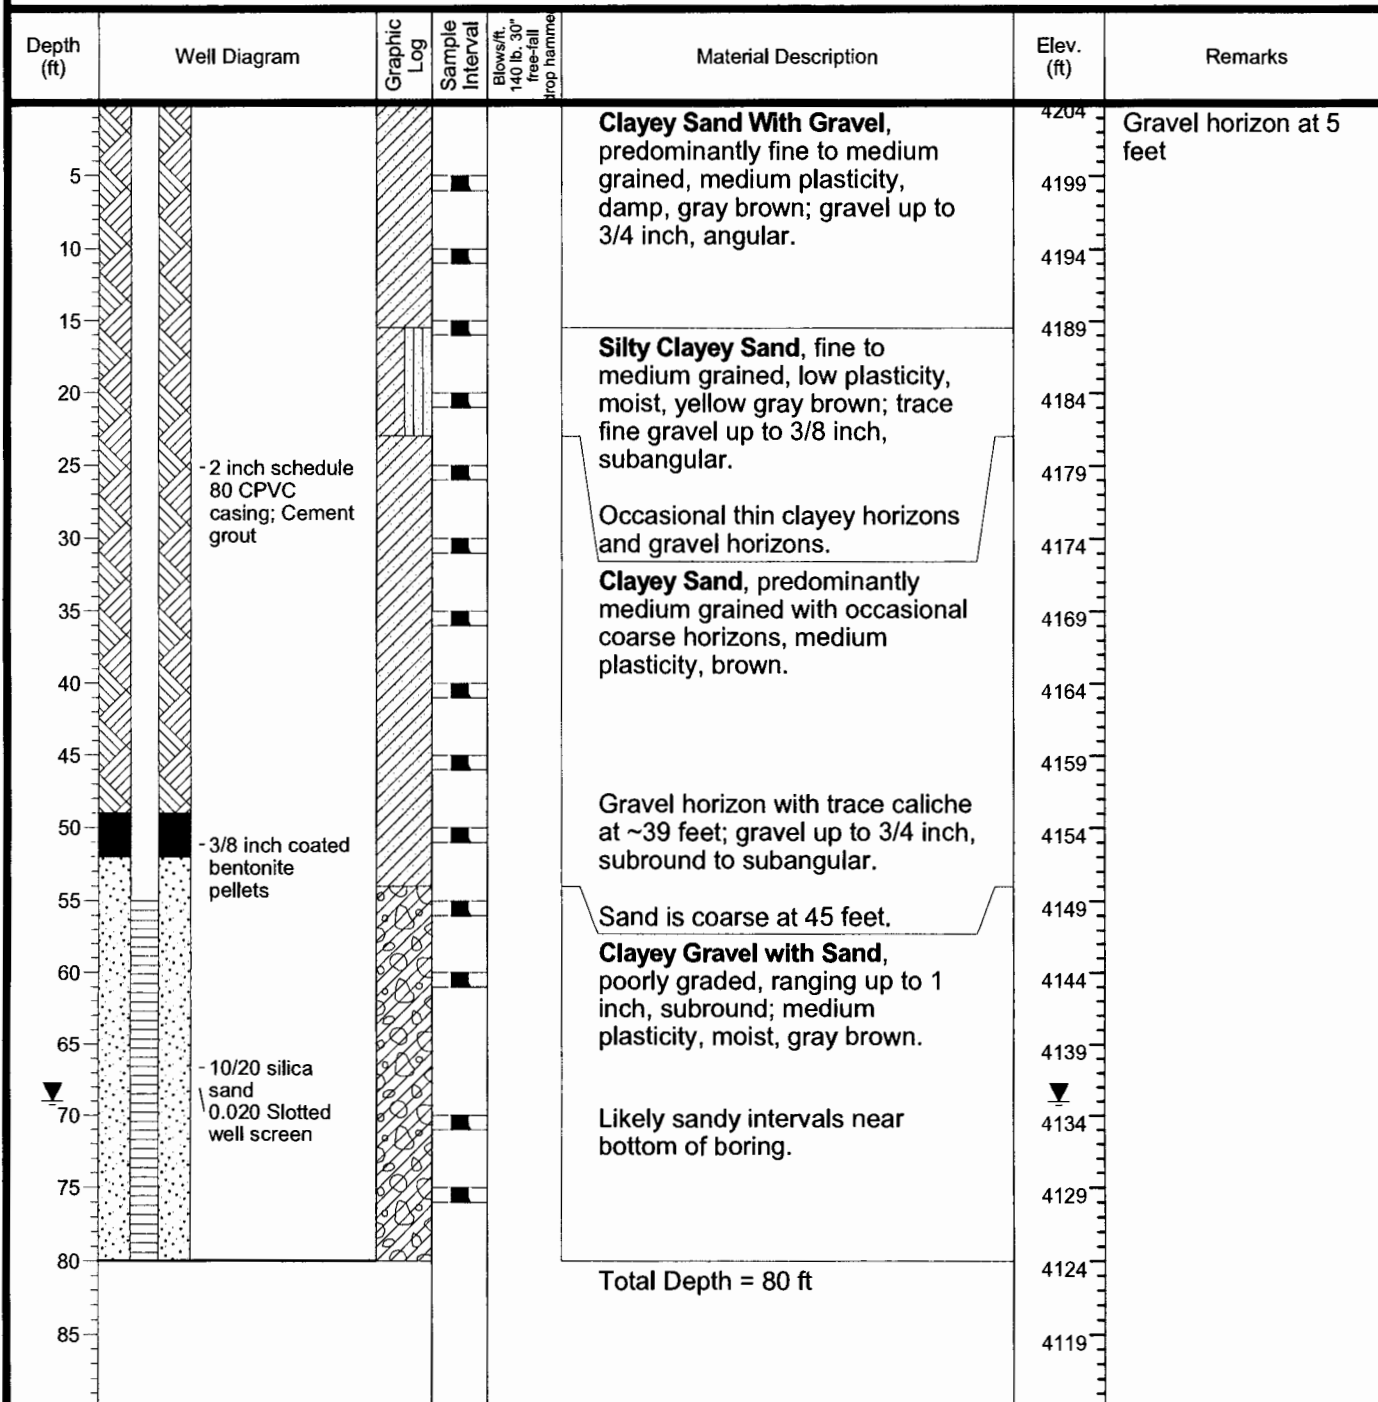 Depth
(ft)
Well Diagram
Graphic
Log
Sample
Interval
Blows/ft.
140 lb. 30"
free-fall
drop hammer
Material Description
Elev.
(ft)
Remarks
4204
Clayey Sand With Gravel,
predominantly fine to medium
grained, medium plasticity,
damp, gray brown; gravel up to
3/4 inch, angular.
Gravel horizon at 5
feet
5
4199
10
4194
15
4189
Silty Clayey Sand, fine to
medium grained, low plasticity,
moist, yellow gray brown; trace
fine gravel up to 3/8 inch,
subangular.
20
4184
25
4179
2 inch schedule
80 CPVC
casing; Cement
grout
Occasional thin clayey horizons
and gravel horizons.
30
4174
Clayey Sand, predominantly
medium grained with occasional
coarse horizons, medium
plasticity, brown.
35
4169
40
4164
45
4159
Gravel horizon with trace caliche
at ~39 feet; gravel up to 3/4 inch,
subround to subangular.
50
4154
3/8 inch coated
bentonite
pellets
55
4149
Sand is coarse at 45 feet.
Clayey Gravel with Sand,
poorly graded, ranging up to 1
inch, subround; medium
plasticity, moist, gray brown.
60
4144
65
4139
10/20 silica
sand
0.020 Slotted
well screen
70
4134
Likely sandy intervals near
bottom of boring.
75
4129
80
4124
Total Depth = 80 ft
85
4119